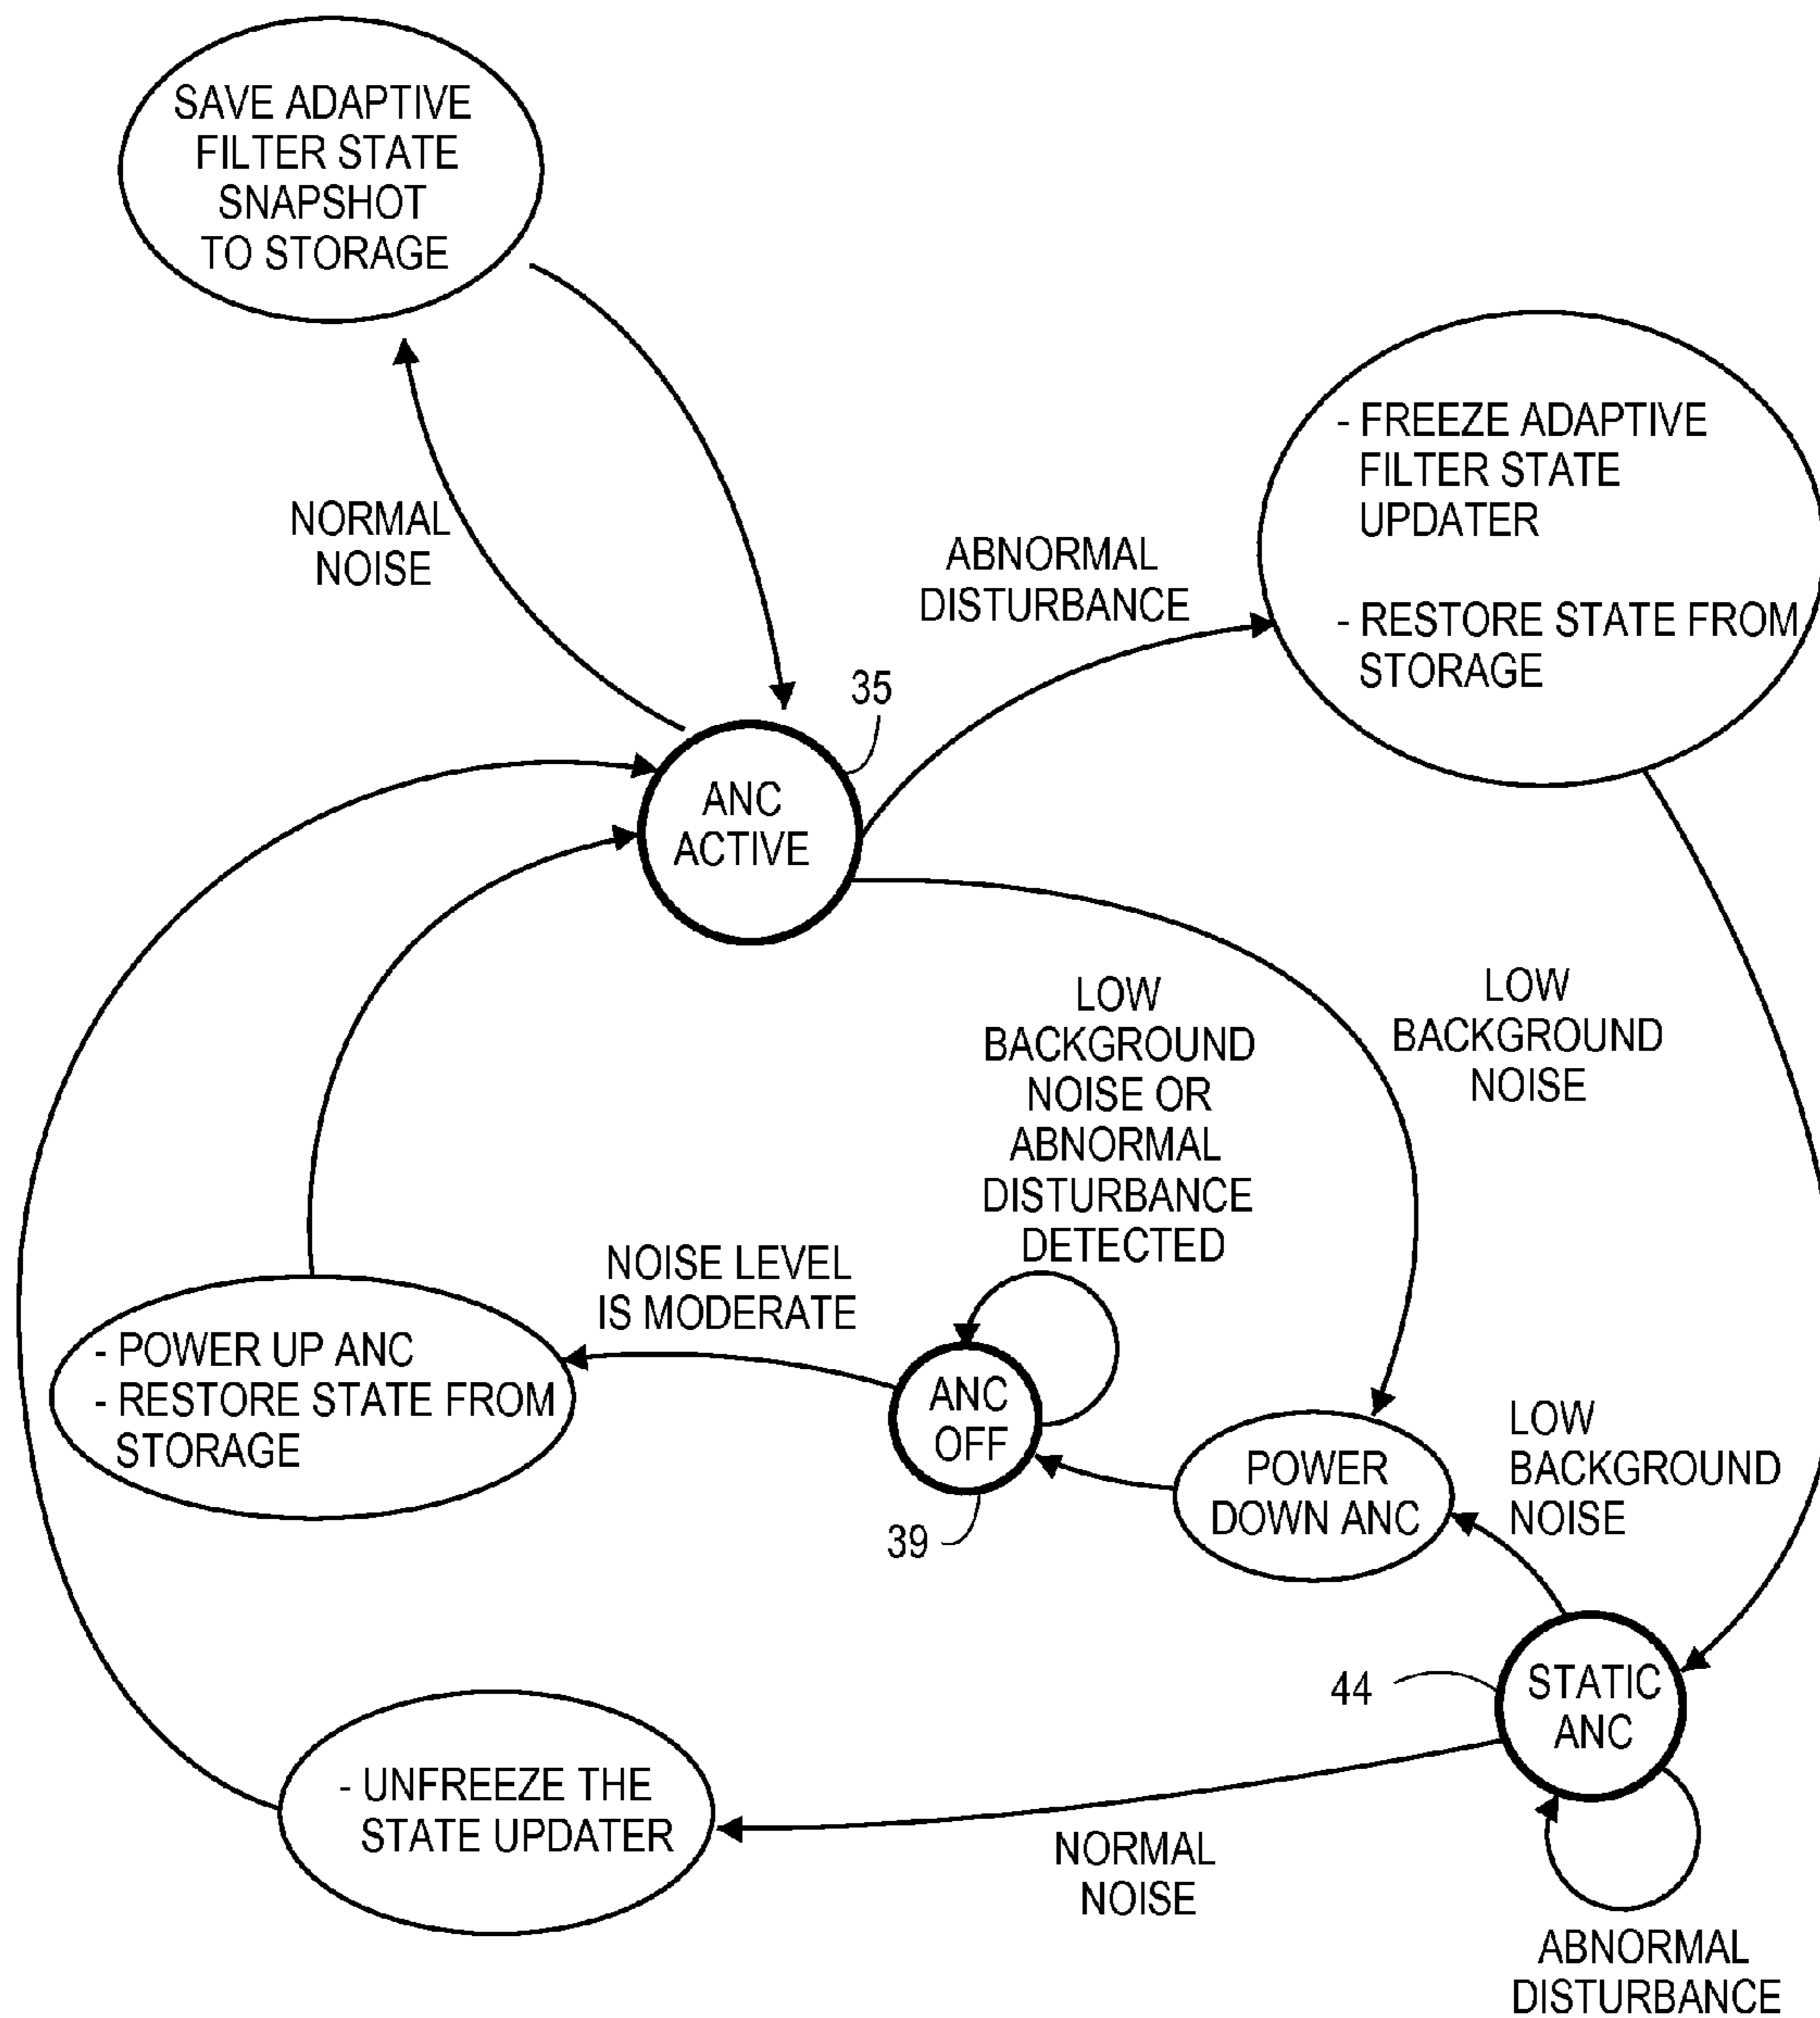 SAVE ADAPTIVE
FILTER STATE
SNAPSHOT
TO STORAGE
NORMAL
NOISE
- FREEZE ADAPTIVE
FILTER STATE
UPDATER
- RESTORE STATE FROM
STORAGE
ABNORMAL
DISTURBANCE
35
ANC
ACTIVE
LOW
BACKGROUND
NOISE
LOW
BACKGROUND
NOISE OR
ABNORMAL
DISTURBANCE
DETECTED
NOISE LEVEL
IS MODERATE
- POWER UP ANC
- RESTORE STATE FROM
STORAGE
ANC
OFF
39
POWER
DOWN ANC
LOW
BACKGROUND
NOISE
44
STATIC
ANC
- UNFREEZE THE
STATE UPDATER
NORMAL
NOISE
ABNORMAL
DISTURBANCE